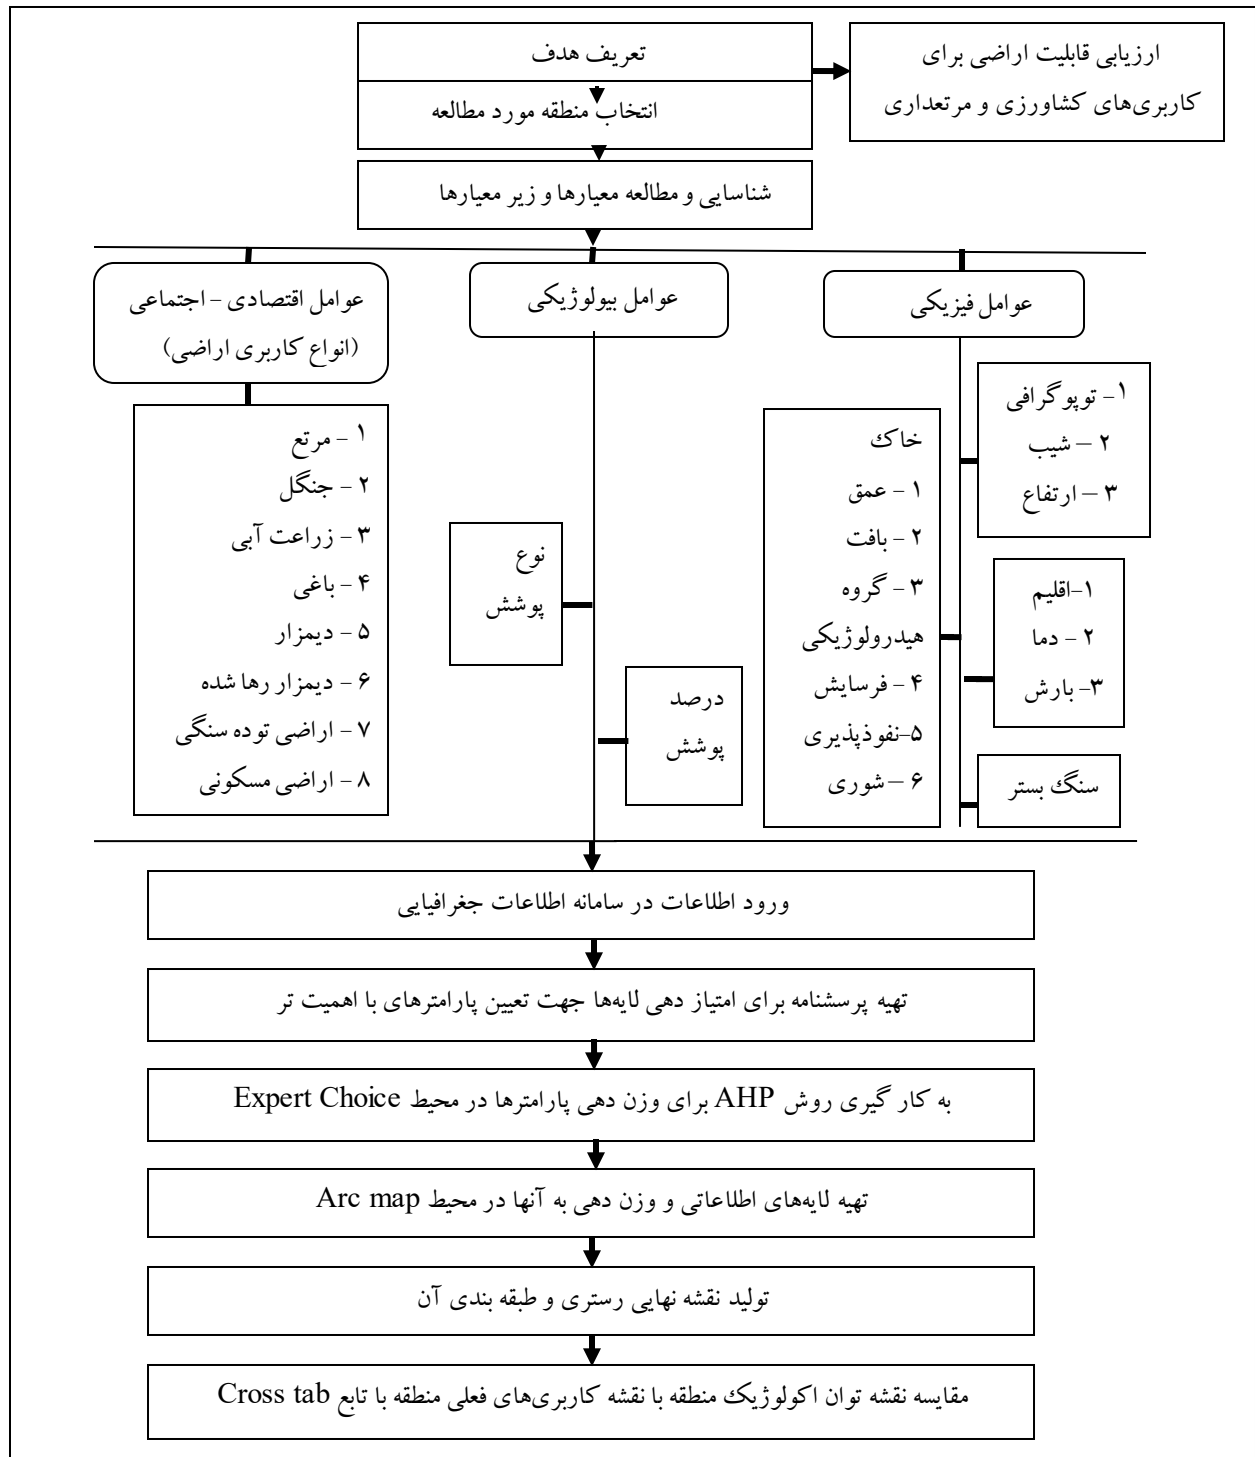 تعریف هدف
ارزیابی قابلیت اراضی برای
کاربری‌های کشاورزی و مرتعداری
انتخاب منطقه مورد مطالعه
شناسایی و مطالعه معیارها و زیر معیارها
عوامل فیزیکی
عوامل بیولوژیکی
عوامل اقتصادی - اجتماعی
(انواع کاربری اراضی)
۱- توپوگرافی
۲ – شیب
۳ – ارتفاع
۱-اقلیم
۲ - دما
۳- بارش
سنگ بستر
خاک
۱ - عمق
۲ - بافت
۳ - گروه
هیدرولوژیکی
۴ - فرسایش
۵-نفوذپذیری
۶ – شوری
نوع
پوشش
درصد
پوشش
۱ - مرتع
۲ - جنگل
۳ - زراعت آبی
۴ - باغی
۵ - دیمزار
۶ - دیمزار رها شده
۷ - اراضی توده سنگی
۸ - اراضی مسکونی
ورود اطلاعات در سامانه اطلاعات جغرافیایی
تهیه پرسشنامه برای امتیاز دهی لایه‌ها جهت تعیین پارامترهای با اهمیت تر
به کار گیری روش AHP برای وزن دهی پارامترها در محیط Expert Choice
تهیه لایه‌های اطلاعاتی و وزن دهی به آنها در محیط Arc map
تولید نقشه نهایی رستری و طبقه بندی آن
مقایسه نقشه توان اکولوژیک منطقه با نقشه کاربری‌های فعلی منطقه با تابع Cross tab